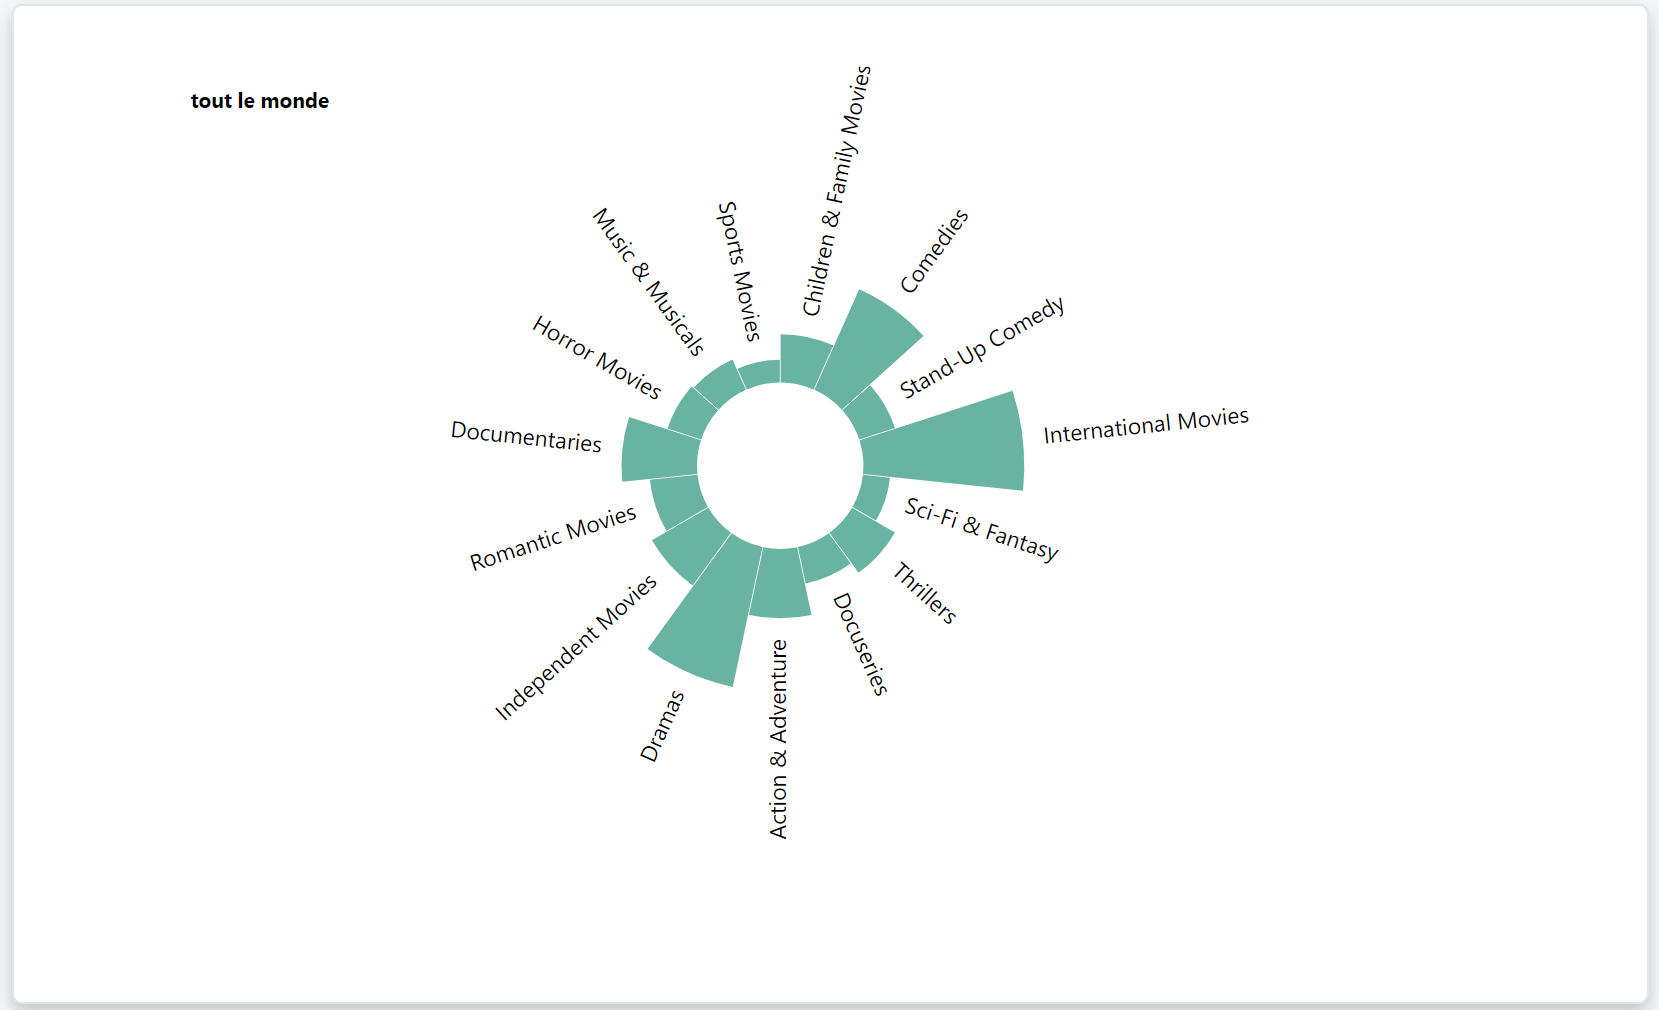 tout le monde
Children & Family Movies
Comedies
Stand-Up Comedy
International Movies
Sci-Fi & Fantasy
Thrillers
Docuseries
Action & Adventure
Dramas
Independent Movies
Romantic Movies
Documentaries
Horror Movies
Music & Musicals
Sports Movies